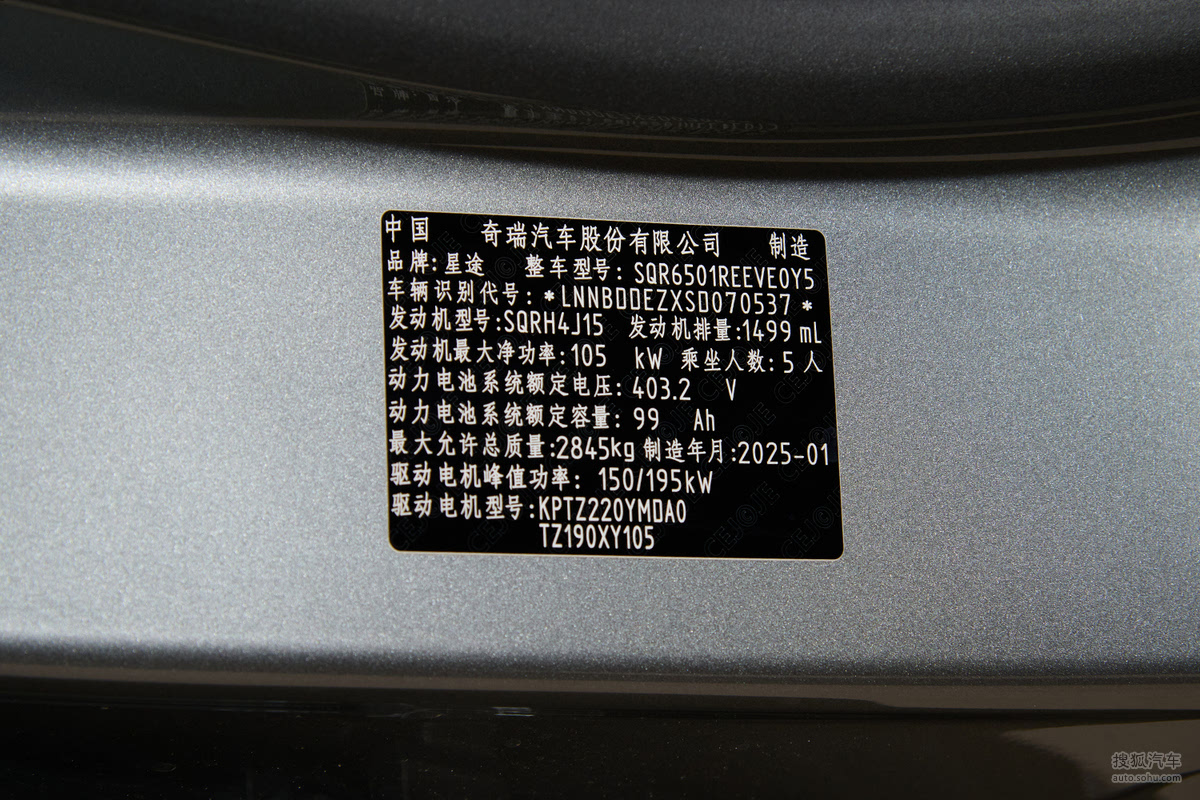 中国 奇瑞汽车股份有限公司 制造
品牌:星途 整车型号: SQR6501REEVE0Y5
车辆识别代号: *LNNBDDEZXSD070537*
发动机型号:SQRH4J15 发动机排量:1499 mL
发动机最大净功率:105 kW 乘坐人数:5人
动力电池系统额定电压: 403.2 V
动力电池系统额定容量: 99 Ah
最大允许总质量:2845kg 制造年月:2025-01
驱动电机峰值功率: 150/195kW
驱动电机型号:KPTZ220YMDA0
TZ190XY105
搜狐汽车
auto.sohu.com